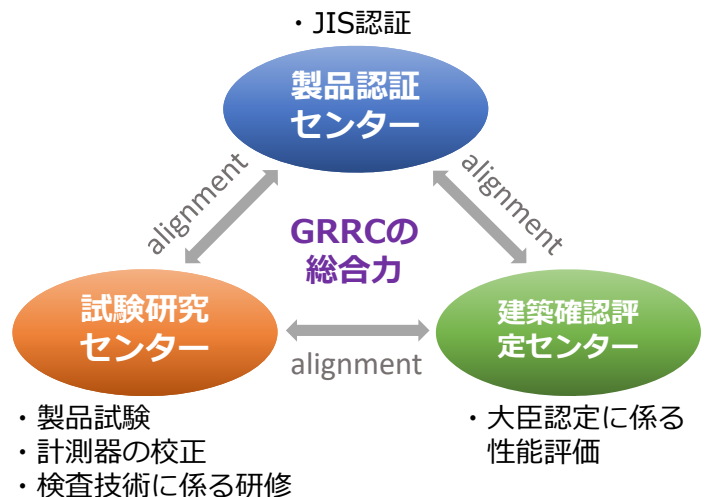 ・JIS認証
製品認証
センター
alignment
alignment
GRRCの
総合力
試験研究
センター
alignment
建築確認評
定センター
・製品試験
・計測器の校正
・検査技術に係る研修
・大臣認定に係る
性能評価